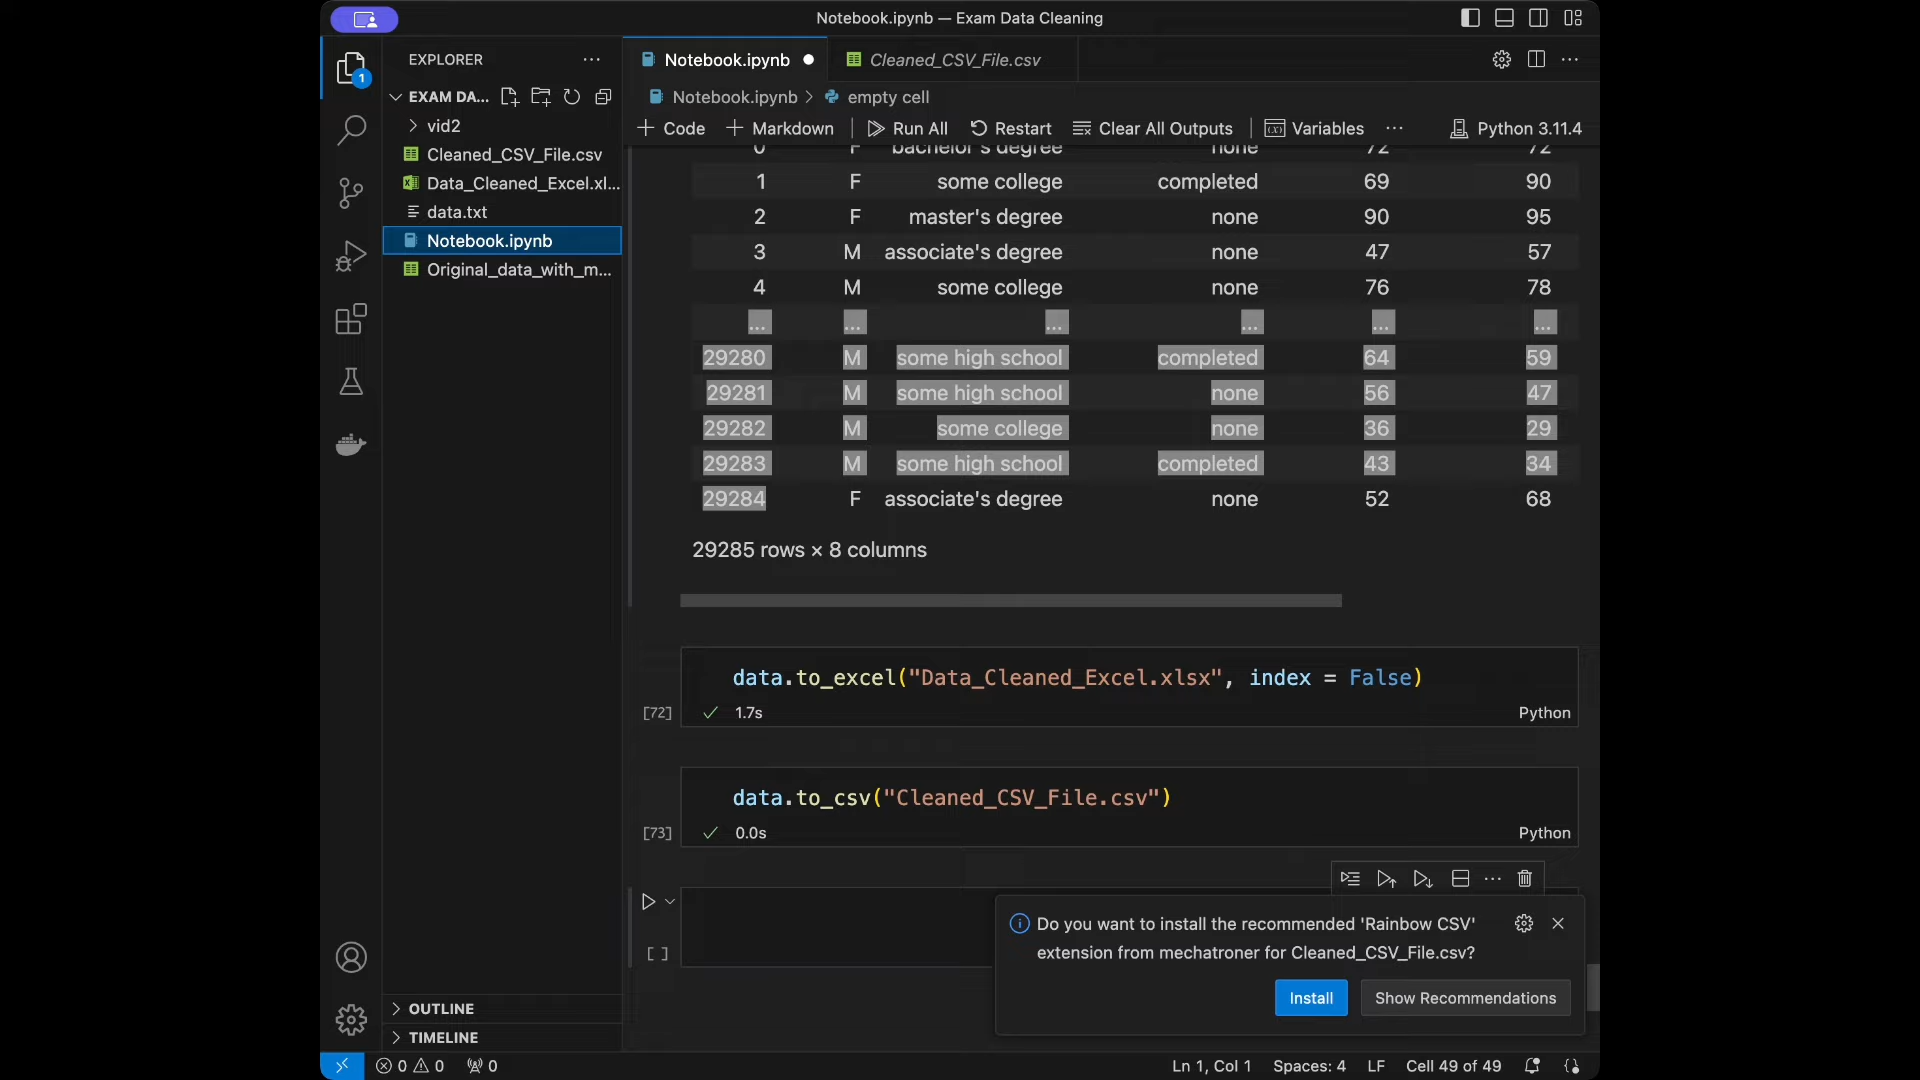 Notebook.ipynb — Exam Data Cleaning
EXPLORER
Notebook.ipynb
Cleaned_CSV_File.csv
EXAM DA...
Notebook.ipynb > empty cell
vid2
Code
Markdown
Run All
Restart
Clear All Outputs
Variables
Python 3.11.4
Cleaned_CSV_File.csv
Data_Cleaned_Excel.xl...
data.txt
Notebook.ipynb
Original_data_with_m...
1
0 F bachelor's degree none 72 72
1 F some college completed 69 90
2 F master's degree none 90 95
3 M associate's degree none 47 57
4 M some college none 76 78
... ... ... ... ... ...
29280 M some high school completed 64 59
29281 M some high school none 56 47
29282 M some college none 36 29
29283 M some high school completed 43 34
29284 F associate's degree none 52 68
29285 rows × 8 columns
data.to_excel("Data_Cleaned_Excel.xlsx", index = False)
[72] 1.7s Python
data.to_csv("Cleaned_CSV_File.csv")
[73] 0.0s Python
[ ]
Do you want to install the recommended 'Rainbow CSV'
extension from mechatroner for Cleaned_CSV_File.csv?
Install
Show Recommendations
OUTLINE
TIMELINE
0 0 0
Ln 1, Col 1
Spaces: 4
LF
Cell 49 of 49